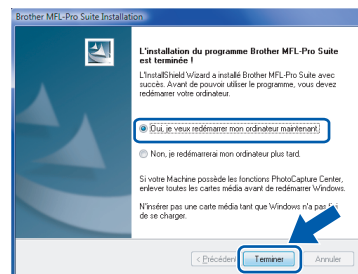 Brother MFL-Pro Suite Installation
L'installation du programme Brother MFL-Pro Suite
est terminée !
L'InstallShield Wizard a installé Brother MFL-Pro Suite avec
succès. Avant de pouvoir utiliser le programme, vous devez
redémarrer votre ordinateur.
Oui, je veux redémarrer mon ordinateur maintenant.
Non, je redémarrerai mon ordinateur plus tard.
Si votre Machine possède les fonctions PhotoCapture Center,
enlever toutes les cartes média avant de redémarrer Windows.
N'insérer pas une carte média tant que Windows n'a pas fini
de se charger.
< Précédent
Terminer
Annuler